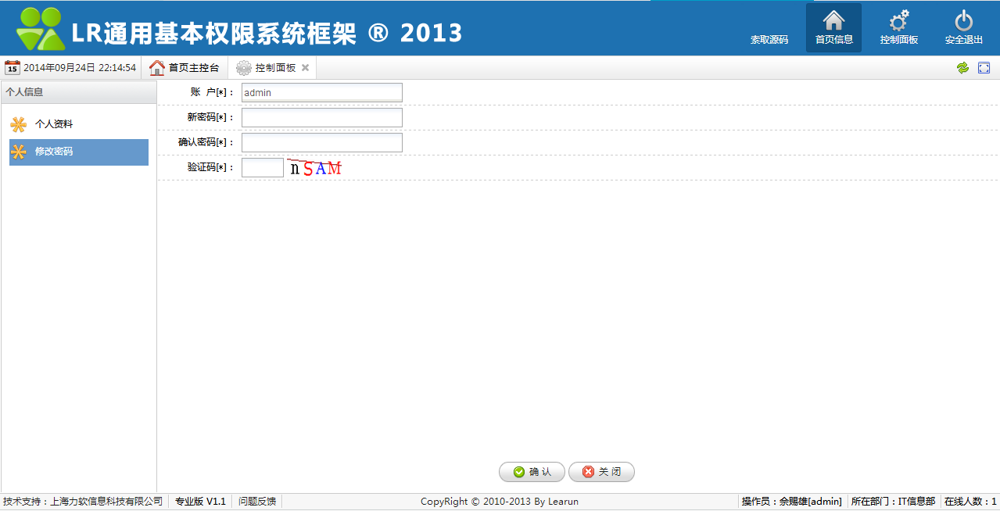 LR通用基本权限系统框架 ® 2013
索取源码 首页信息 控制面板 安全退出
15 2014年09月24日 22:14:54 首页主控台 控制面板
个人信息
个人资料
修改密码
账 户[*]： admin
新密码[*]：
确认密码[*]：
验证码[*]： nSAM
确 认 关 闭
技术支持：上海力软信息科技有限公司 专业版 V1.1 问题反馈 CopyRight © 2010-2013 By Learun 操作员：余赐雄[admin] 所在部门：IT信息部 在线人数：1